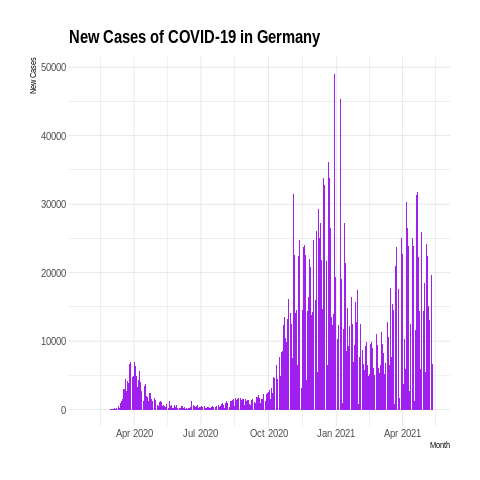 New Cases of COVID-19 in Germany
New Cases
50000
40000
30000
20000
10000
0
Apr 2020 Jul 2020 Oct 2020 Jan 2021 Apr 2021
Month